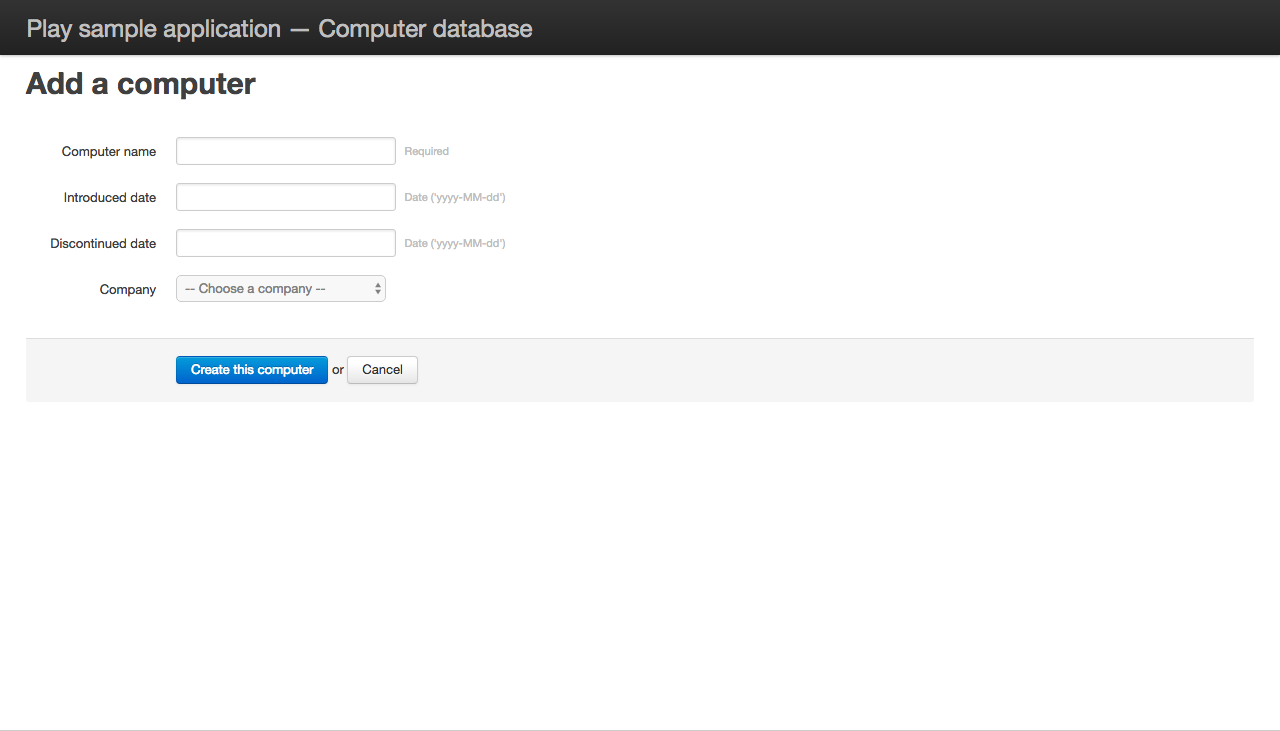 Play sample application — Computer database
Add a computer
Computer name Required
Introduced date Date ('yyyy-MM-dd')
Discontinued date Date ('yyyy-MM-dd')
Company -- Choose a company --
Create this computer or Cancel